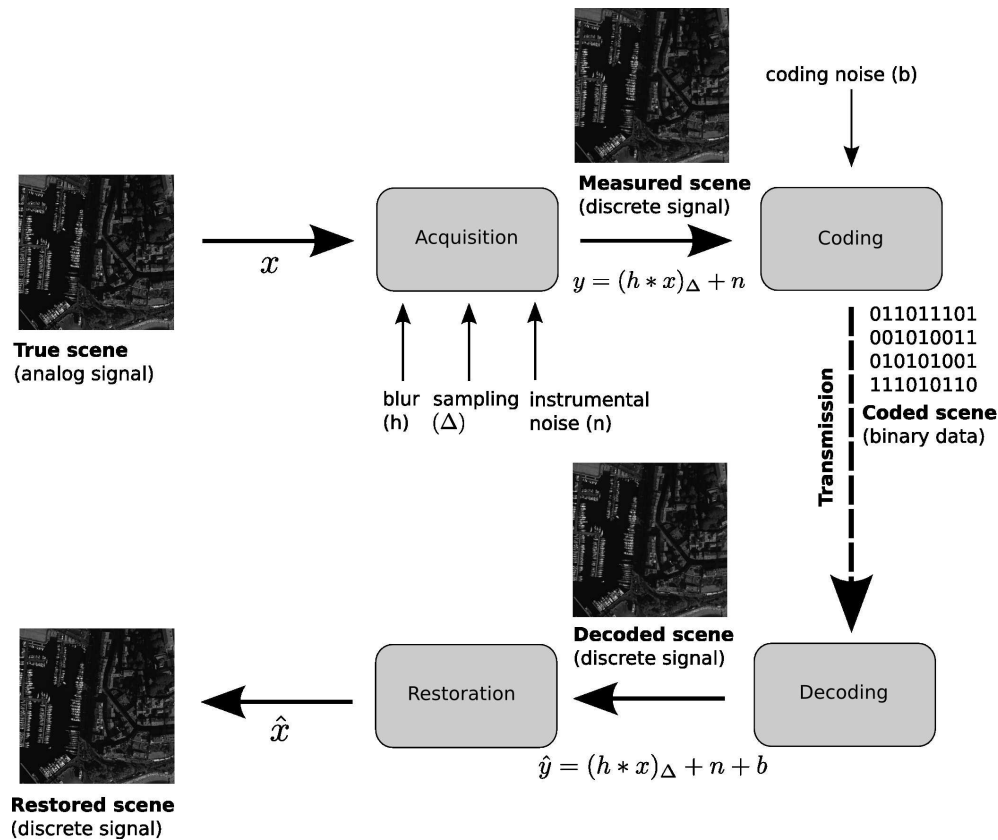 coding noise (b)
Measured scene
(discrete signal)
Acquisition
Coding
x
y = (h ∗ x)Δ + n
True scene
(analog signal)
blur
(h)
sampling
(Δ)
instrumental
noise (n)
011011101
001010011
010101001
111010110
Coded scene
(binary data)
Transmission
Decoded scene
(discrete signal)
Restoration
Decoding
x̂
ŷ = (h ∗ x)Δ + n + b
Restored scene
(discrete signal)